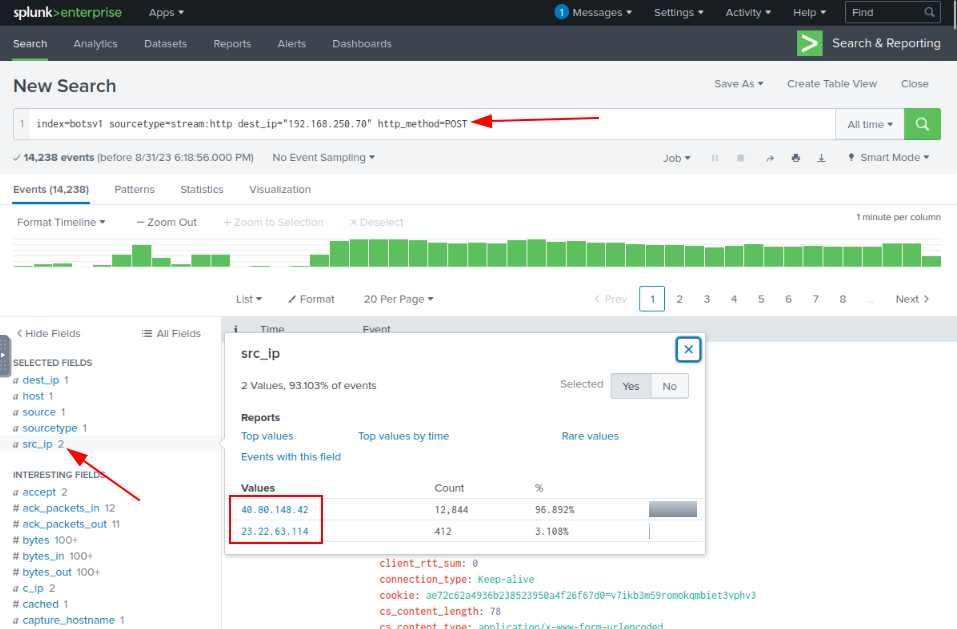 splunk>enterprise Apps 1 Messages Settings Activity Help Find
Search Analytics Datasets Reports Alerts Dashboards > Search & Reporting
New Search Save As Create Table View Close
1 index=botsv1 sourcetype=stream:http dest_ip="192.168.250.70" http_method=POST All time
14,238 events (before 8/31/23 6:18:56.000 PM) No Event Sampling Job Smart Mode
Events (14,238) Patterns Statistics Visualization
Format Timeline — Zoom Out + Zoom to Selection × Deselect 1 minute per column
List Format 20 Per Page < Prev 1 2 3 4 5 6 7 8 ... Next >
< Hide Fields All Fields i Time Event
SELECTED FIELDS
a dest_ip 1
a host 1
a source 1
a sourcetype 1
a src_ip 2
INTERESTING FIELDS
a accept 2
# ack_packets_in 12
# ack_packets_out 11
# bytes 100+
# bytes_in 100+
# bytes_out 100+
a c_ip 2
# cached 1
a capture_hostname 1
src_ip ×
2 Values, 93.103% of events Selected Yes No
Reports
Top values Top values by time Rare values
Events with this field
Values Count %
40.80.148.42 12,844 96.892%
23.22.63.114 412 3.108%
client_rtt_sum: 0
connection_type: Keep-alive
cookie: ae72c62a4936b238523950a4f26f67d0=v7ikb3m59romokqmbiet3vphv3
cs_content_length: 78
cs_content_type: application/x-www-form-urlencoded